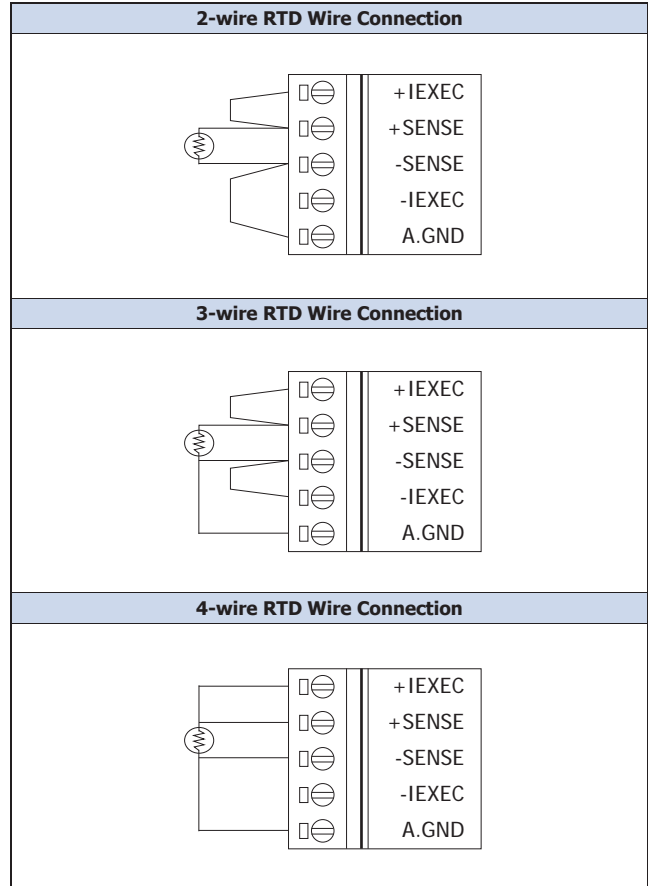 2-wire RTD Wire Connection
+IEXEC
+SENSE
-SENSE
-IEXEC
A.GND
3-wire RTD Wire Connection
+IEXEC
+SENSE
-SENSE
-IEXEC
A.GND
4-wire RTD Wire Connection
+IEXEC
+SENSE
-SENSE
-IEXEC
A.GND